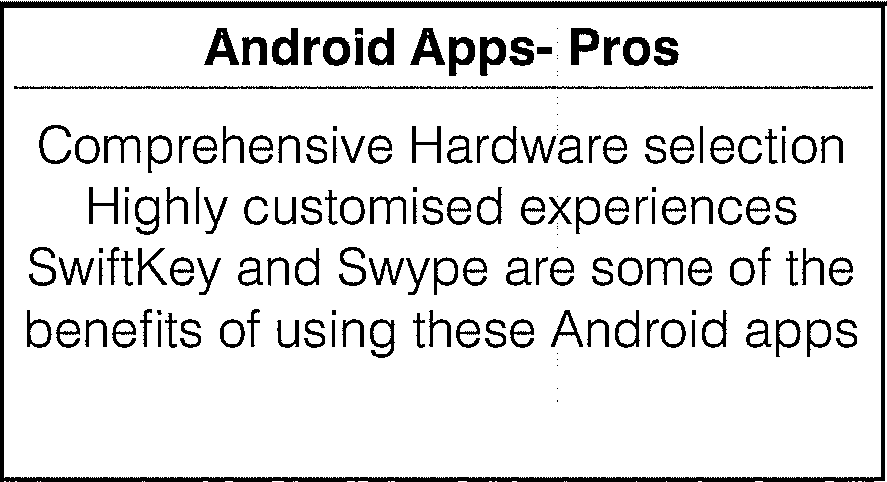 Android Apps- Pros
Comprehensive Hardware selection
Highly customised experiences
SwiftKey and Swype are some of the
benefits of using these Android apps